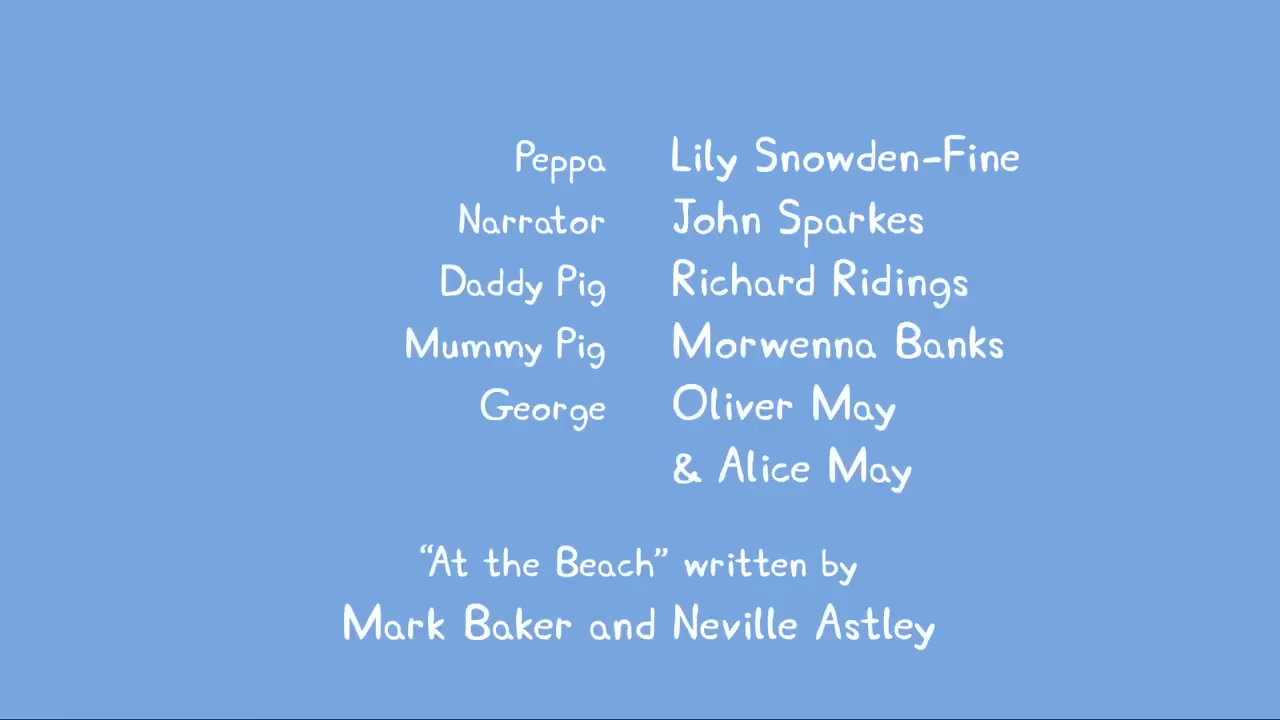 Peppa Lily Snowden-Fine
Narrator John Sparkes
Daddy Pig Richard Ridings
Mummy Pig Morwenna Banks
George Oliver May
& Alice May
“At the Beach” written by
Mark Baker and Neville Astley